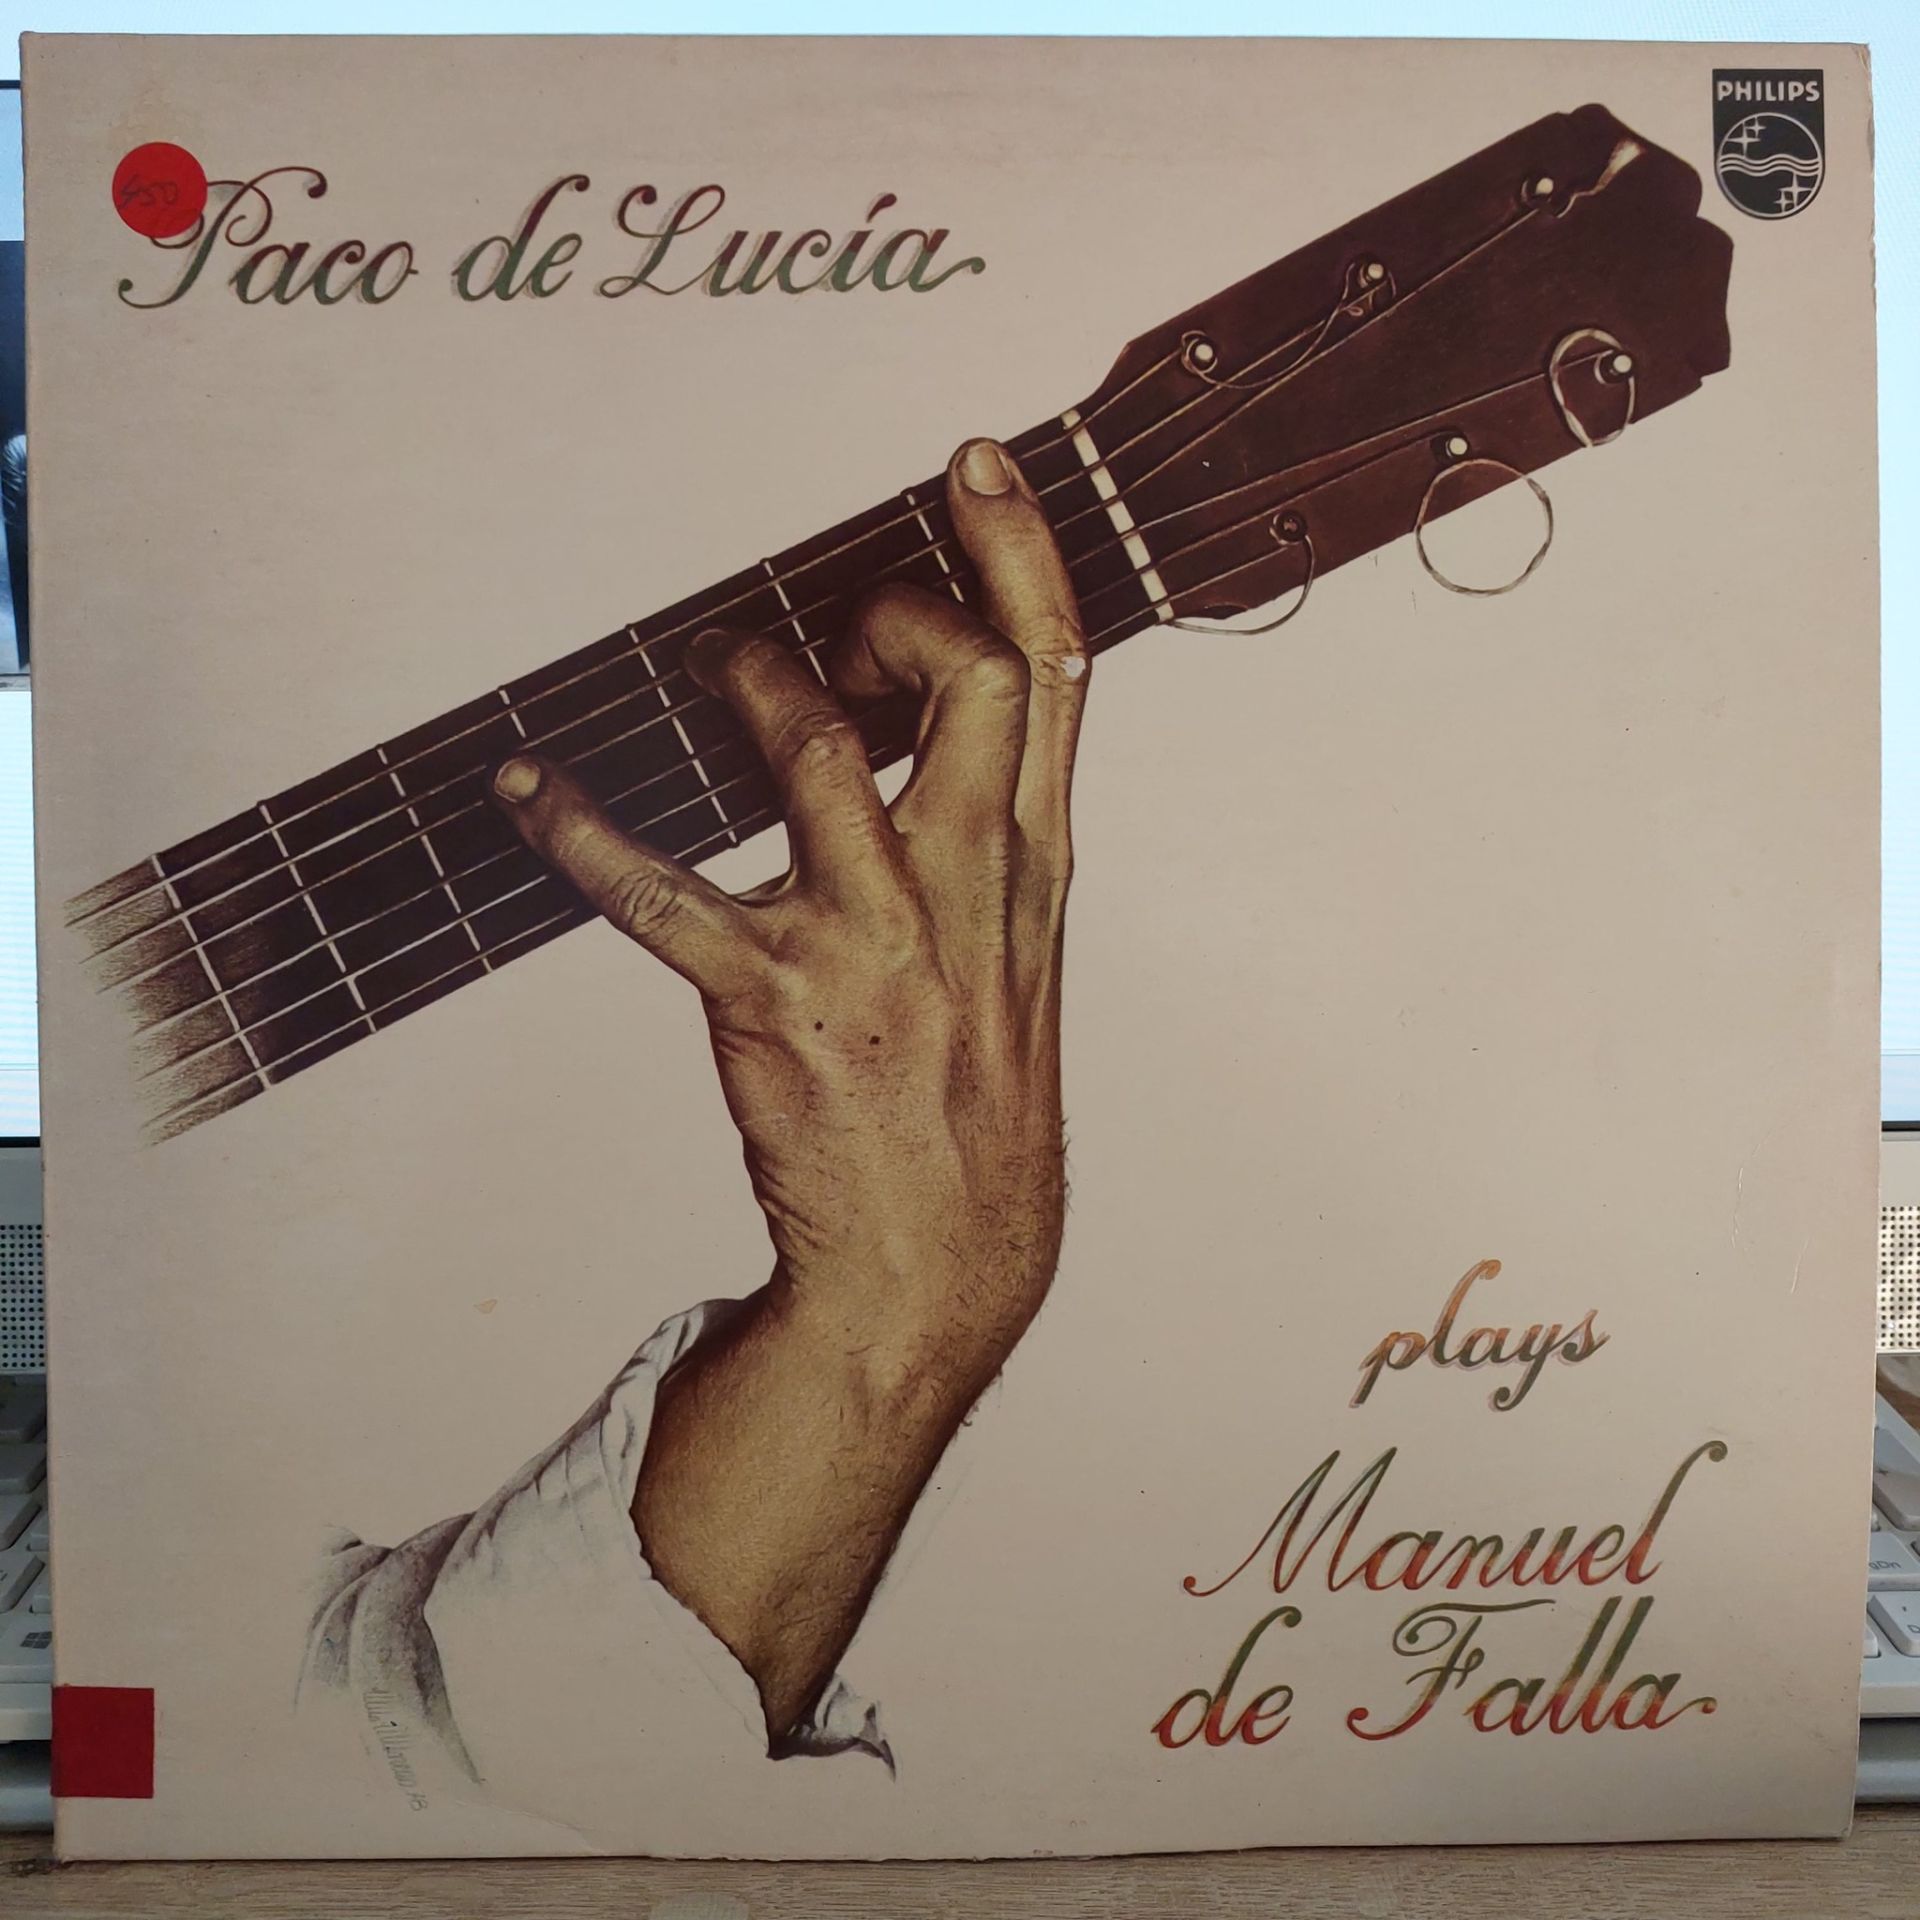 PHILIPS
450
Paco de Lucía
plays
Manuel
de Falla